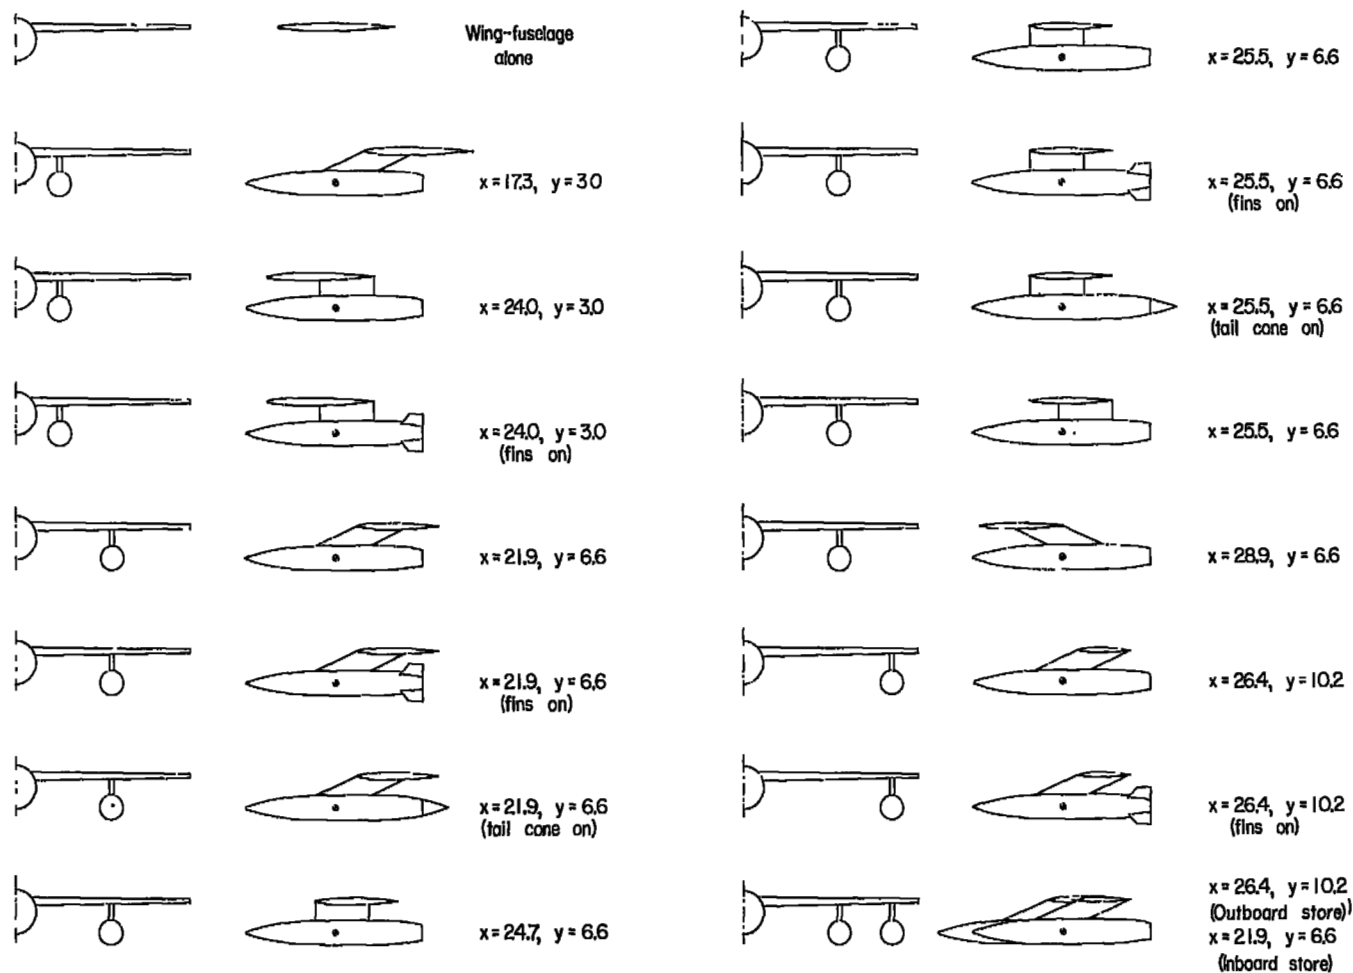 Wing-fuselage
alone
x = 17.3, y = 3.0
x = 24.0, y = 3.0
x = 24.0, y = 3.0
(fins on)
x = 21.9, y = 6.6
x = 21.9, y = 6.6
(fins on)
x = 21.9, y = 6.6
(tail cone on)
x = 24.7, y = 6.6
x = 25.5, y = 6.6
x = 25.5, y = 6.6
(fins on)
x = 25.5, y = 6.6
(tail cone on)
x = 25.5, y = 6.6
x = 28.9, y = 6.6
x = 26.4, y = 10.2
x = 26.4, y = 10.2
(fins on)
x = 26.4, y = 10.2
(Outboard store)
x = 21.9, y = 6.6
(Inboard store)